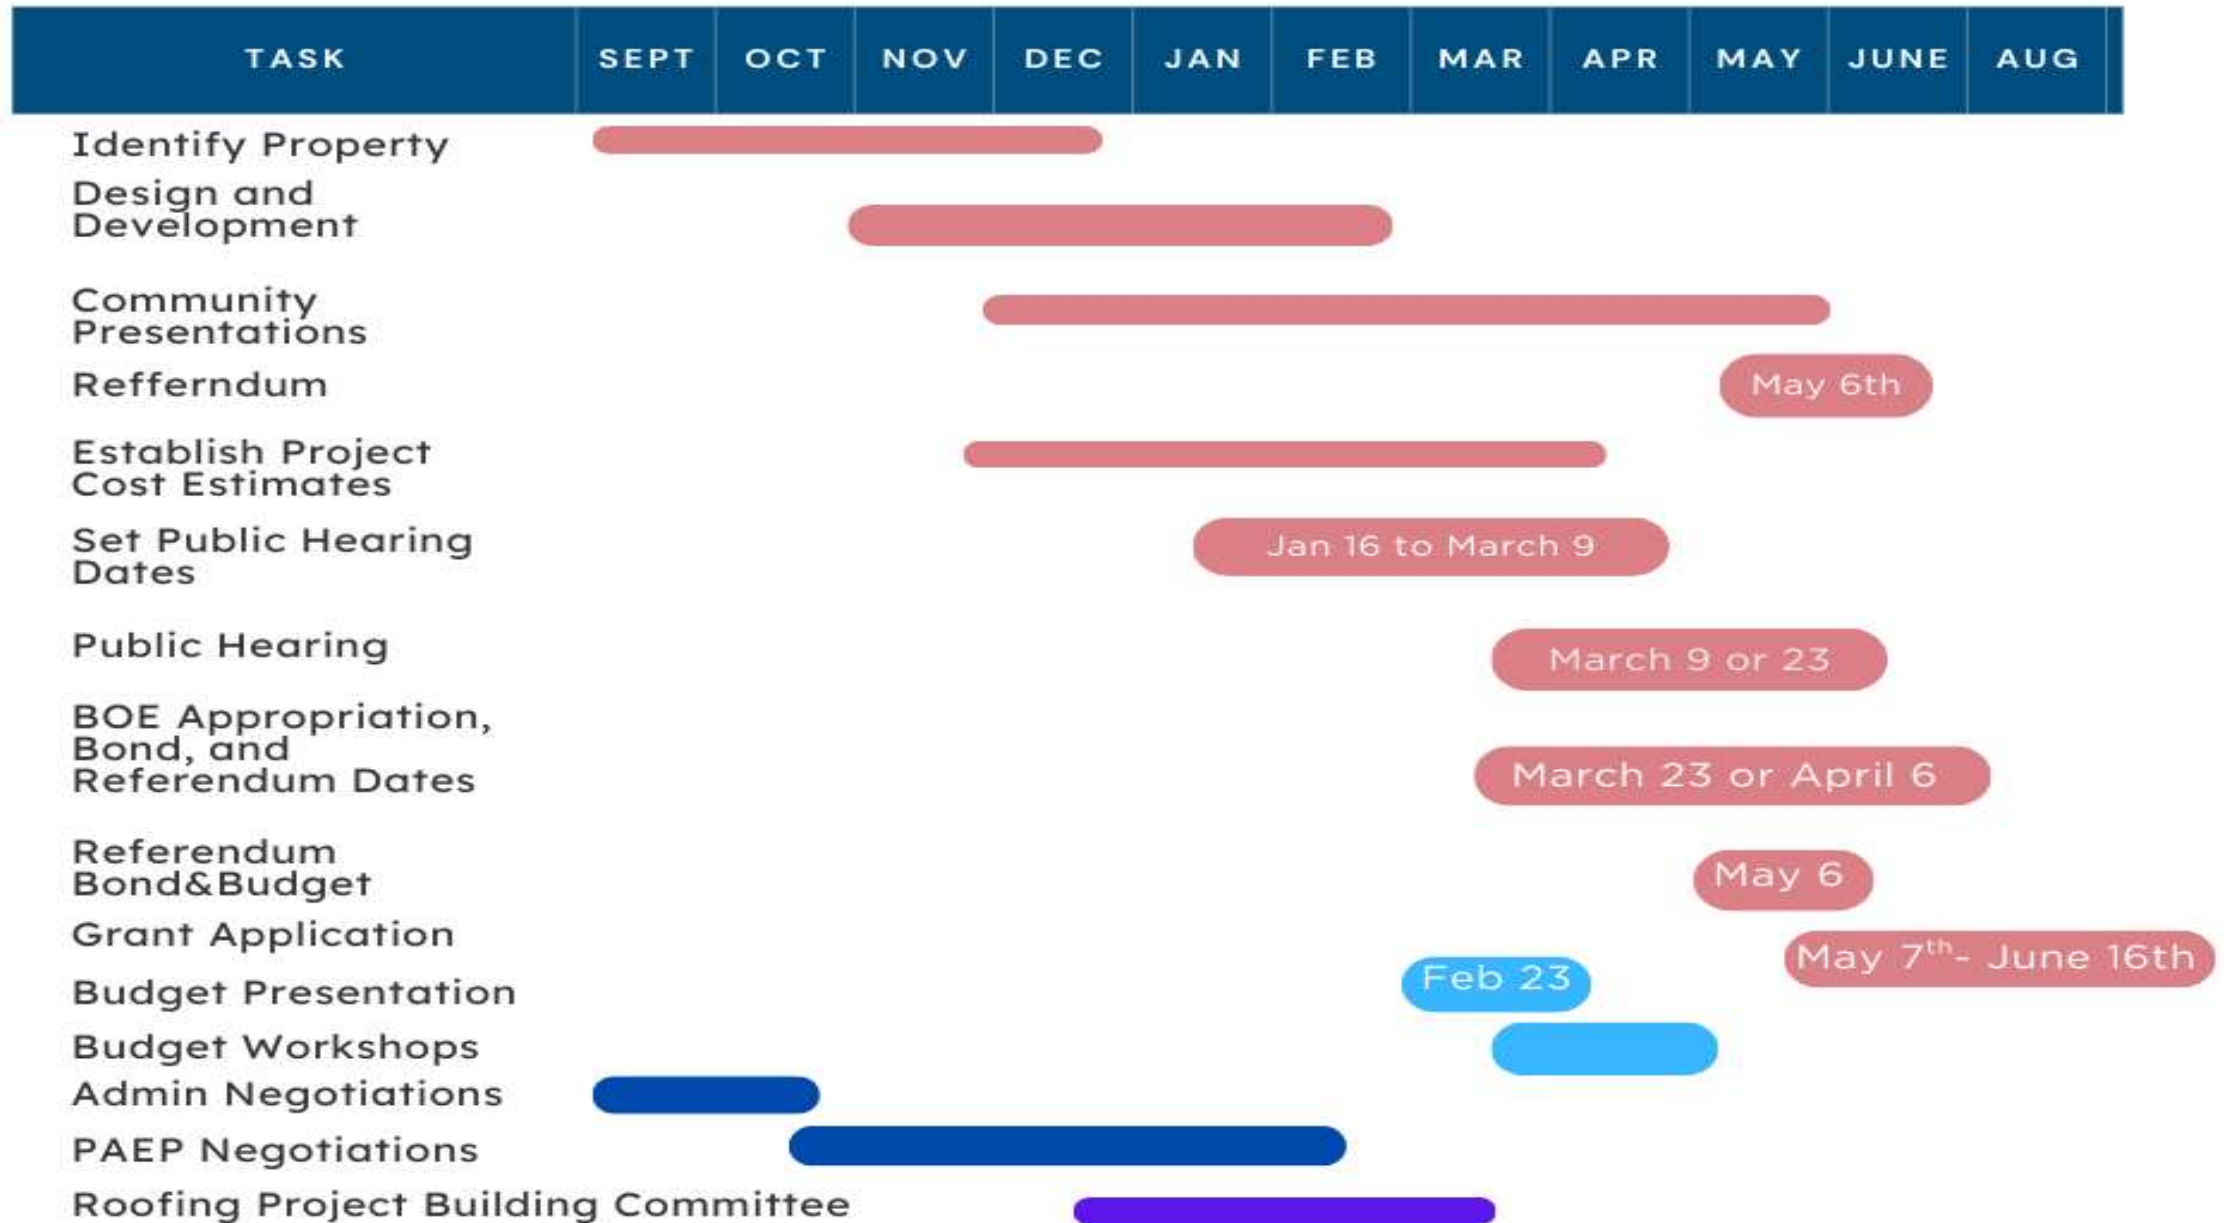 TASK SEPT OCT NOV DEC JAN FEB MAR APR MAY JUNE AUG
Identify Property
Design and
Development
Community
Presentations
Refferndum
May 6th
Establish Project
Cost Estimates
Set Public Hearing
Dates
Jan 16 to March 9
Public Hearing
March 9 or 23
BOE Appropriation,
Bond, and
Referendum Dates
March 23 or April 6
Referendum
Bond&Budget
May 6
Grant Application
May 7th- June 16th
Budget Presentation
Feb 23
Budget Workshops
Admin Negotiations
PAEP Negotiations
Roofing Project Building Committee